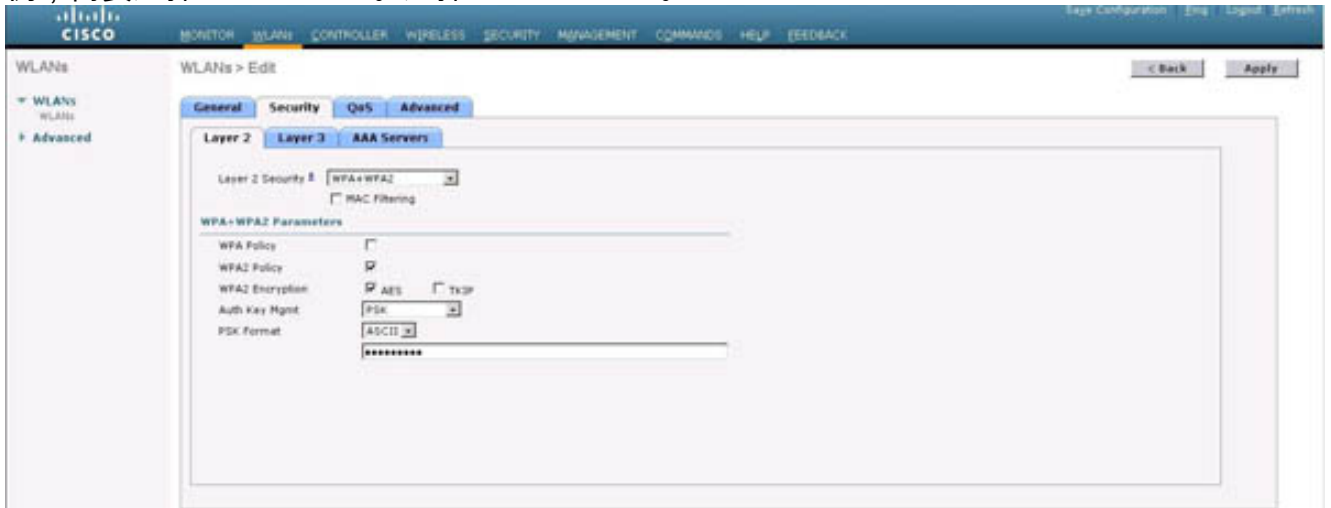 CISCO
Save Configuration Ping Logout Refresh
MONITOR WLANs CONTROLLER WIRELESS SECURITY MANAGEMENT COMMANDS HELP FEEDBACK
WLANs
WLANs > Edit
< Back Apply
WLANs
WLANs
Advanced
General Security QoS Advanced
Layer 2 Layer 3 AAA Servers
Layer 2 Security WPA+WPA2
MAC Filtering
WPA+WPA2 Parameters
WPA Policy
WPA2 Policy
WPA2 Encryption AES TKIP
Auth Key Mgmt PSK
PSK Format ASCII
•••••••••